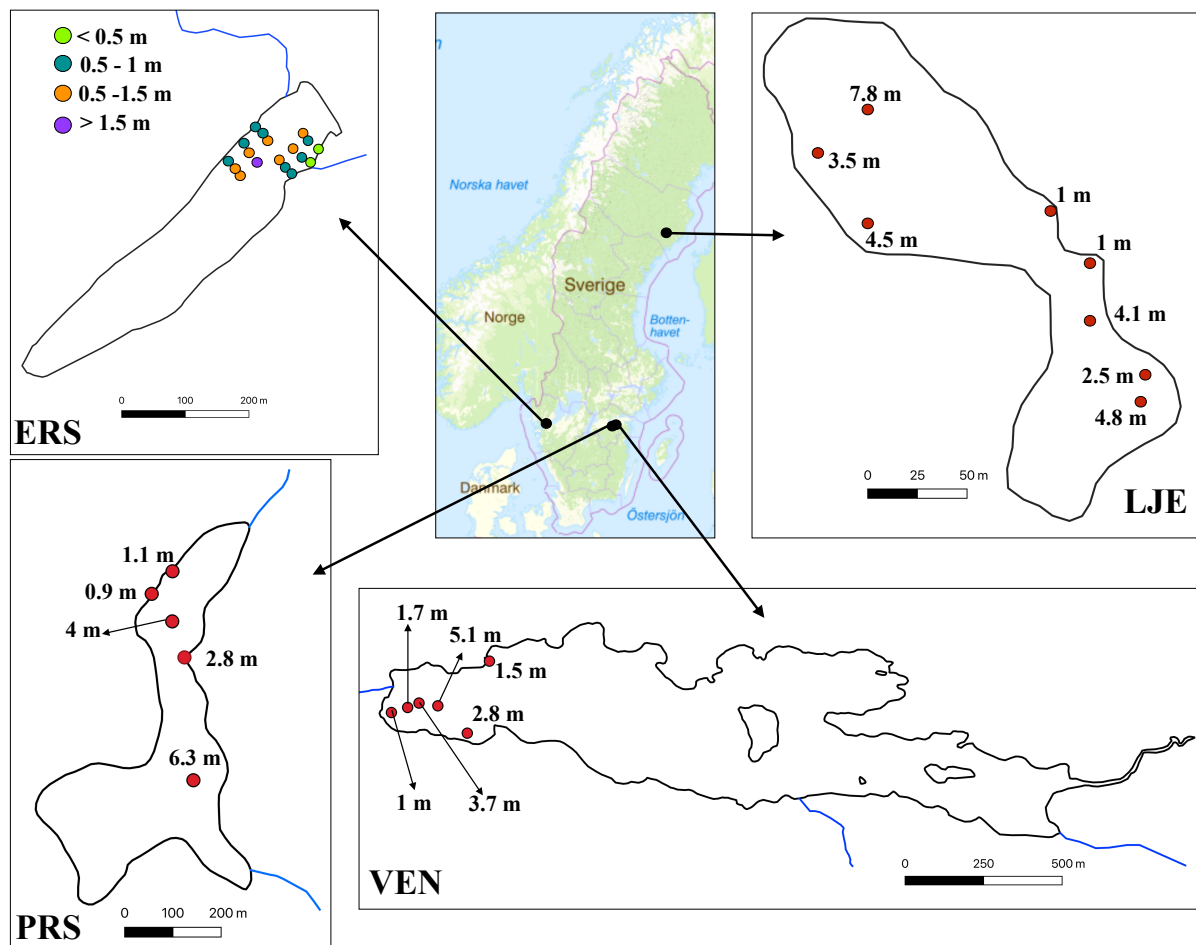 < 0.5 m
0.5 - 1 m
0.5 -1.5 m
> 1.5 m
0 100 200 m
ERS
Norska havet
Sverige
Norge
Botten-
havet
Danmark
Östersjön
7.8 m
3.5 m
4.5 m
1 m
1 m
4.1 m
2.5 m
4.8 m
0 25 50 m
LJE
1.1 m
0.9 m
4 m
2.8 m
6.3 m
0 100 200 m
PRS
1.7 m
5.1 m
1.5 m
2.8 m
1 m
3.7 m
0 250 500 m
VEN